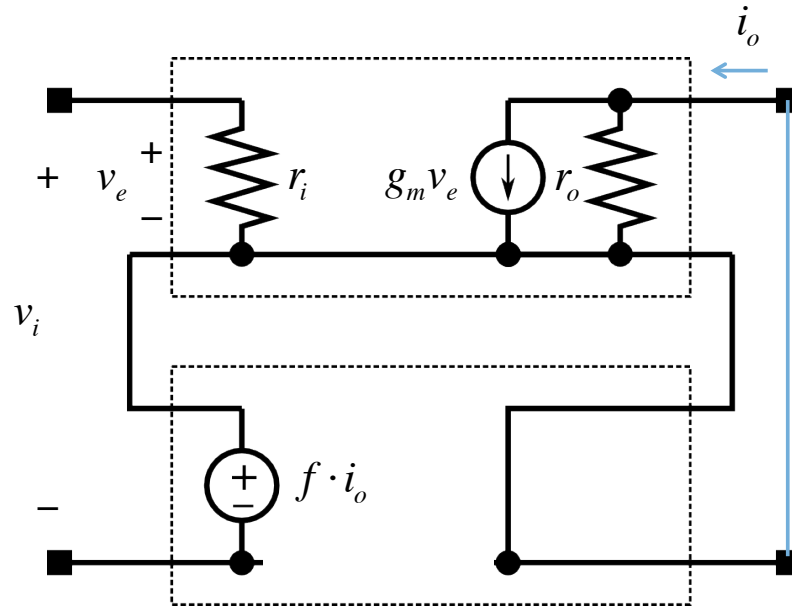 i_o
+
v_e
+
−
r_i
g_m v_e
r_o
v_i
−
+
−
f · i_o